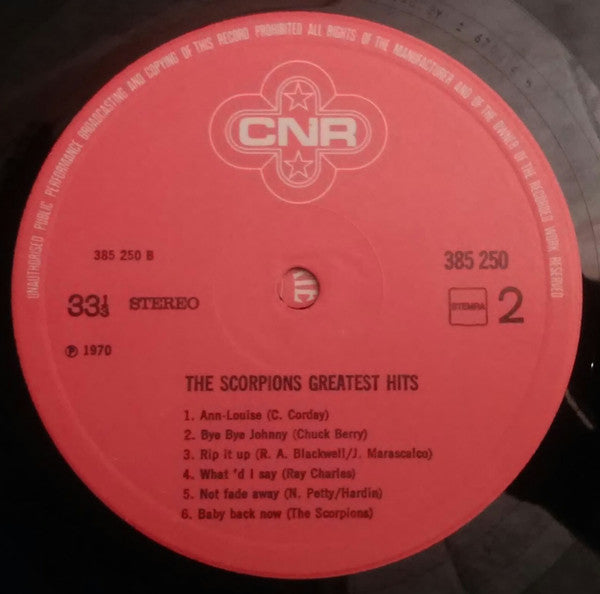 UNAUTHORISED PUBLIC PERFORMANCE BROADCASTING AND COPYING OF THIS RECORD PROHIBITED ALL RIGHTS OF THE MANUFACTURER AND OF THE OWNER OF THE RECORDED WORK RESERVED
CNR
385 250 B
385 250
33⅓ STEREO
STEMRA 2
℗ 1970
THE SCORPIONS GREATEST HITS
1. Ann-Louise (C. Corday)
2. Bye Bye Johnny (Chuck Berry)
3. Rip it up (R. A. Blackwell/J. Marascalco)
4. What 'd I say (Ray Charles)
5. Not fade away (N. Petty/Hardin)
6. Baby back now (The Scorpions)